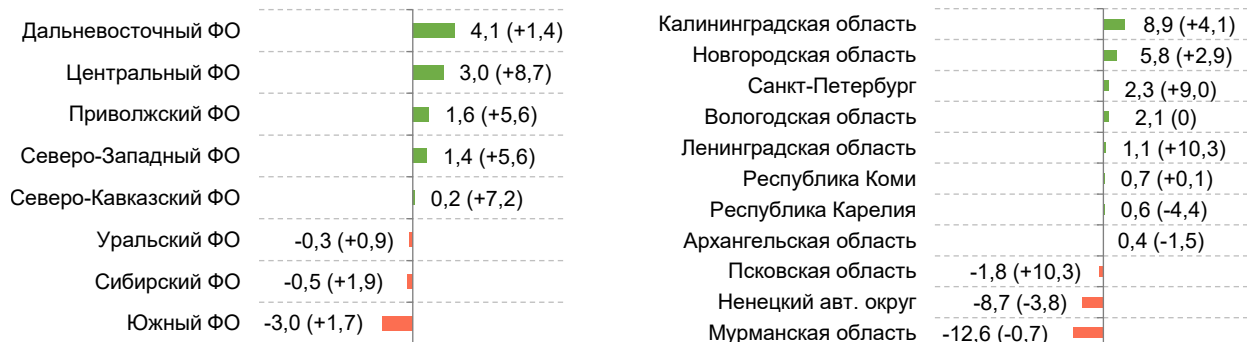 Дальневосточный ФО 4,1 (+1,4)
Центральный ФО 3,0 (+8,7)
Приволжский ФО 1,6 (+5,6)
Северо-Западный ФО 1,4 (+5,6)
Северо-Кавказский ФО 0,2 (+7,2)
Уральский ФО -0,3 (+0,9)
Сибирский ФО -0,5 (+1,9)
Южный ФО -3,0 (+1,7)
Калининградская область 8,9 (+4,1)
Новгородская область 5,8 (+2,9)
Санкт-Петербург 2,3 (+9,0)
Вологодская область 2,1 (0)
Ленинградская область 1,1 (+10,3)
Республика Коми 0,7 (+0,1)
Республика Карелия 0,6 (-4,4)
Архангельская область 0,4 (-1,5)
Псковская область -1,8 (+10,3)
Ненецкий авт. округ -8,7 (-3,8)
Мурманская область -12,6 (-0,7)